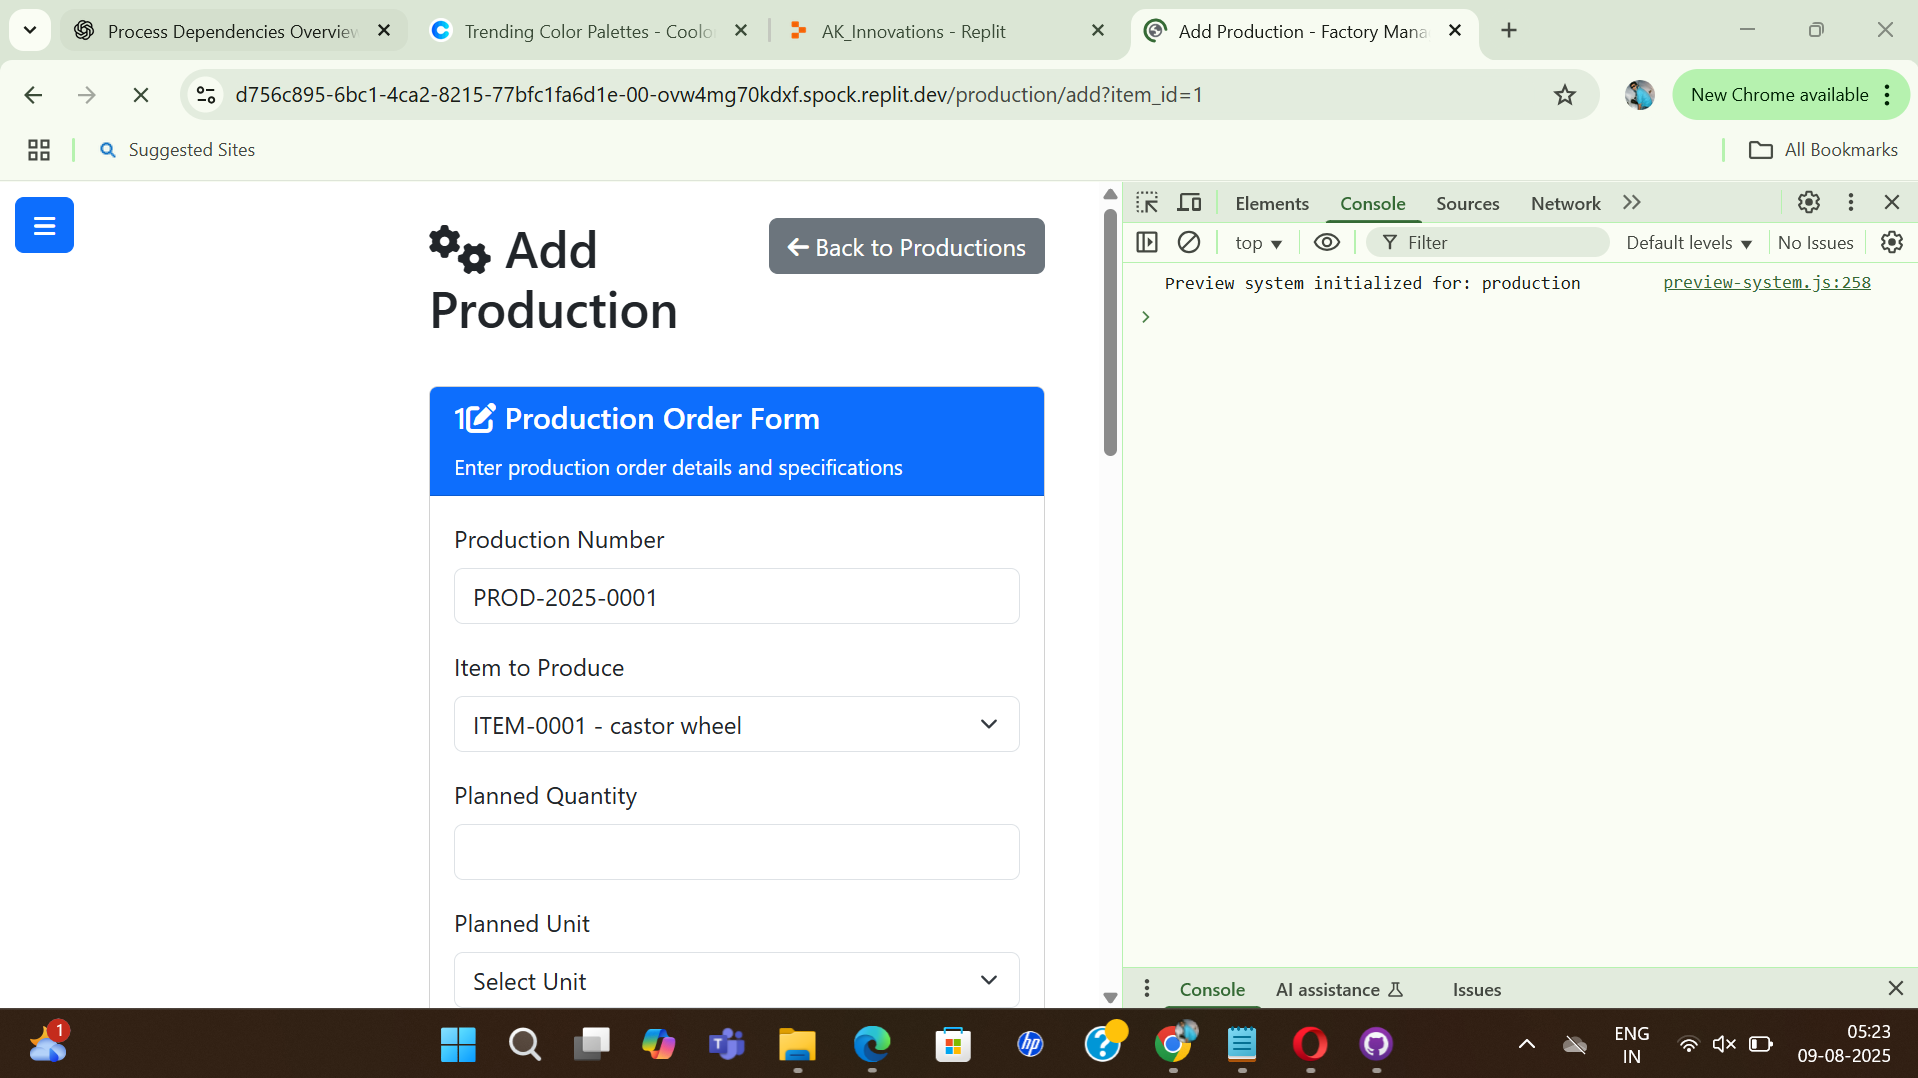 Process Dependencies Overview
Trending Color Palettes - Coolo
AK_Innovations - Replit
Add Production - Factory Mana
d756c895-6bc1-4ca2-8215-77bfc1fa6d1e-00-ovw4mg70kdxf.spock.replit.dev/production/add?item_id=1
New Chrome available
Suggested Sites
All Bookmarks
Add Production
Back to Productions
1 Production Order Form
Enter production order details and specifications
Production Number
PROD-2025-0001
Item to Produce
ITEM-0001 - castor wheel
Planned Quantity
Planned Unit
Select Unit
Elements
Console
Sources
Network
top
Filter
Default levels
No Issues
Preview system initialized for: production
preview-system.js:258
Console
AI assistance
Issues
1
hp
ENG
IN
05:23
09-08-2025